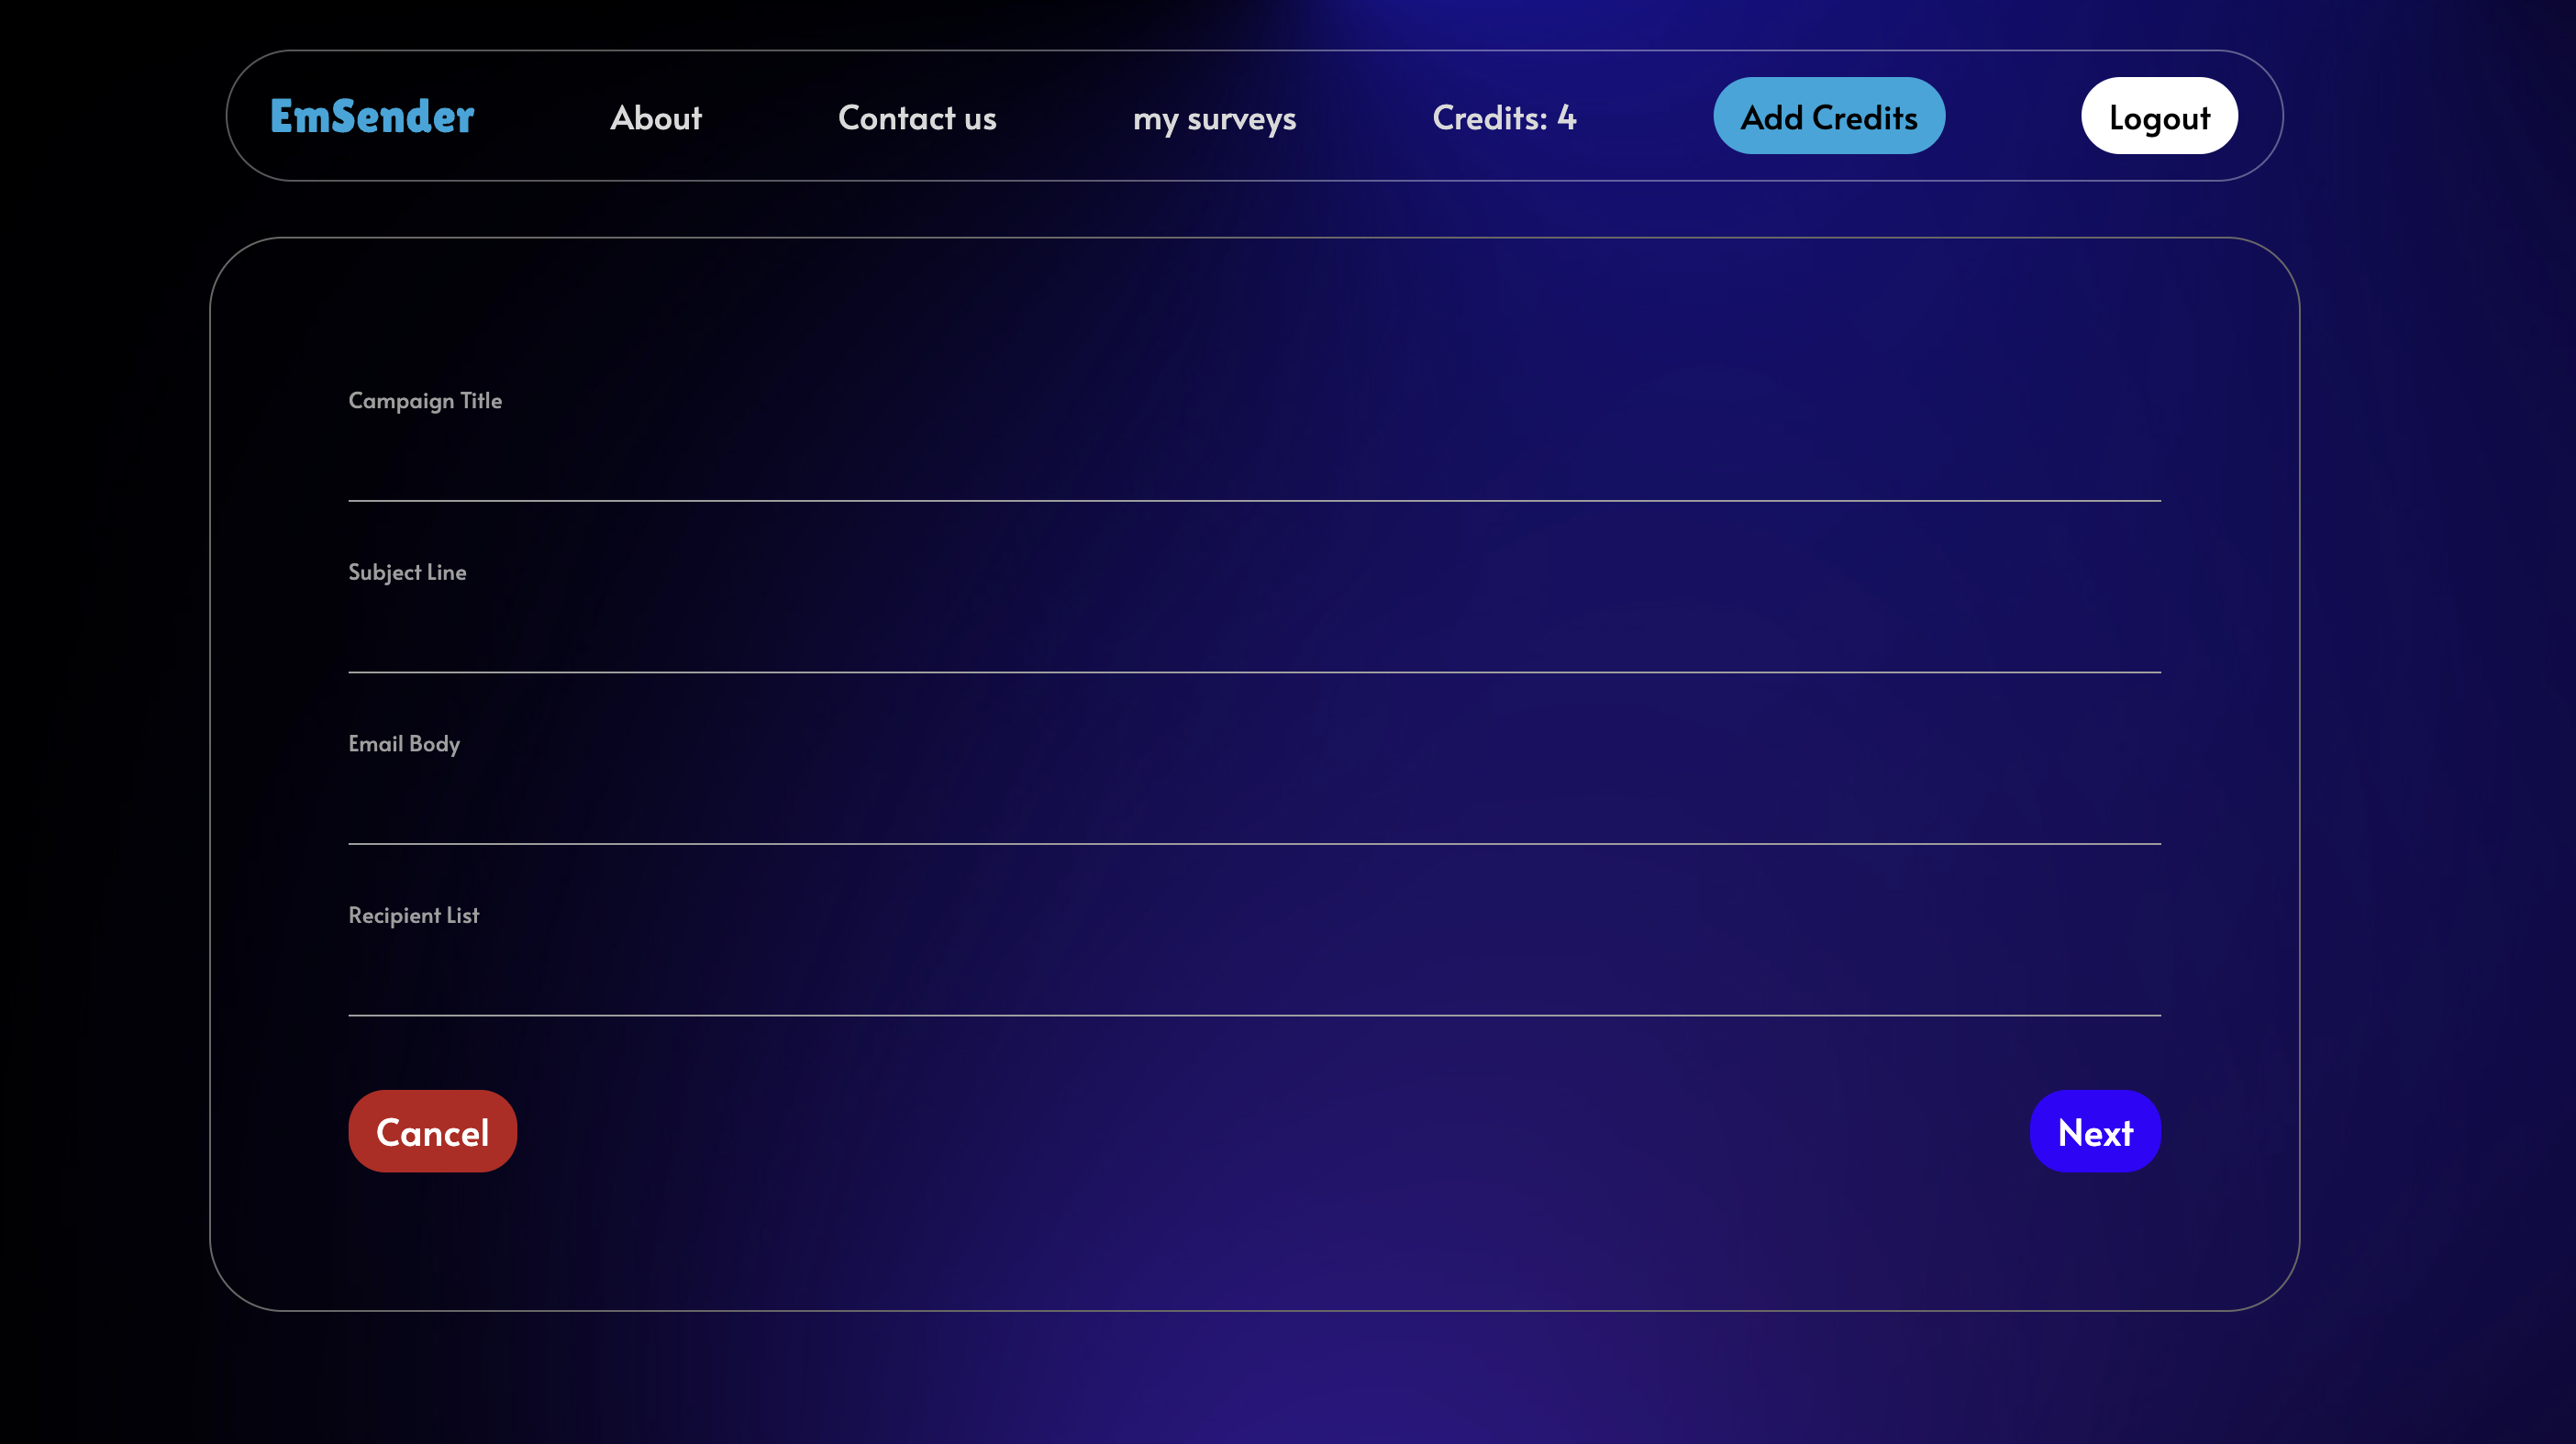 EmSender About Contact us my surveys Credits: 4 Add Credits Logout
Campaign Title
Subject Line
Email Body
Recipient List
Cancel Next